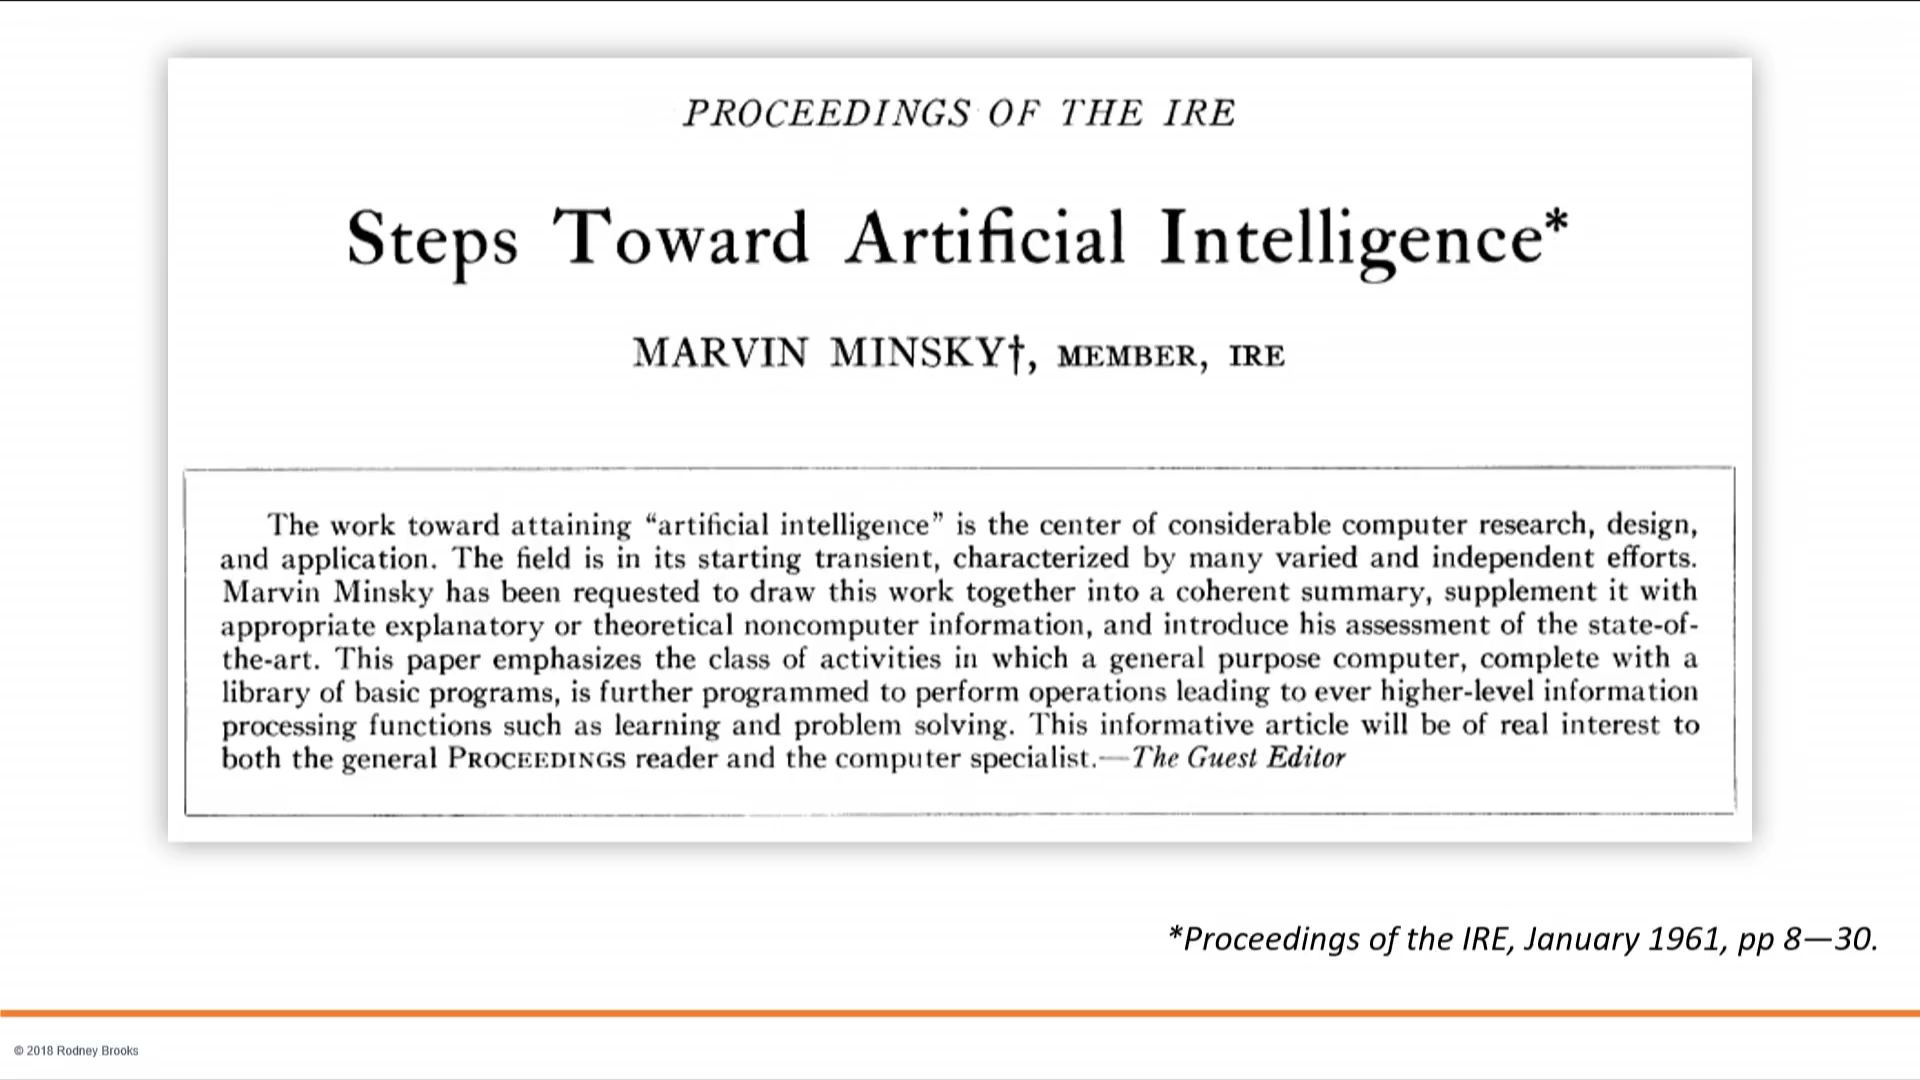 PROCEEDINGS OF THE IRE
Steps Toward Artificial Intelligence*
MARVIN MINSKY†, MEMBER, IRE
The work toward attaining “artificial intelligence” is the center of considerable computer research, design,
and application. The field is in its starting transient, characterized by many varied and independent efforts.
Marvin Minsky has been requested to draw this work together into a coherent summary, supplement it with
appropriate explanatory or theoretical noncomputer information, and introduce his assessment of the state-of-
the-art. This paper emphasizes the class of activities in which a general purpose computer, complete with a
library of basic programs, is further programmed to perform operations leading to ever higher-level information
processing functions such as learning and problem solving. This informative article will be of real interest to
both the general PROCEEDINGS reader and the computer specialist.—The Guest Editor
*Proceedings of the IRE, January 1961, pp 8—30.
© 2018 Rodney Brooks